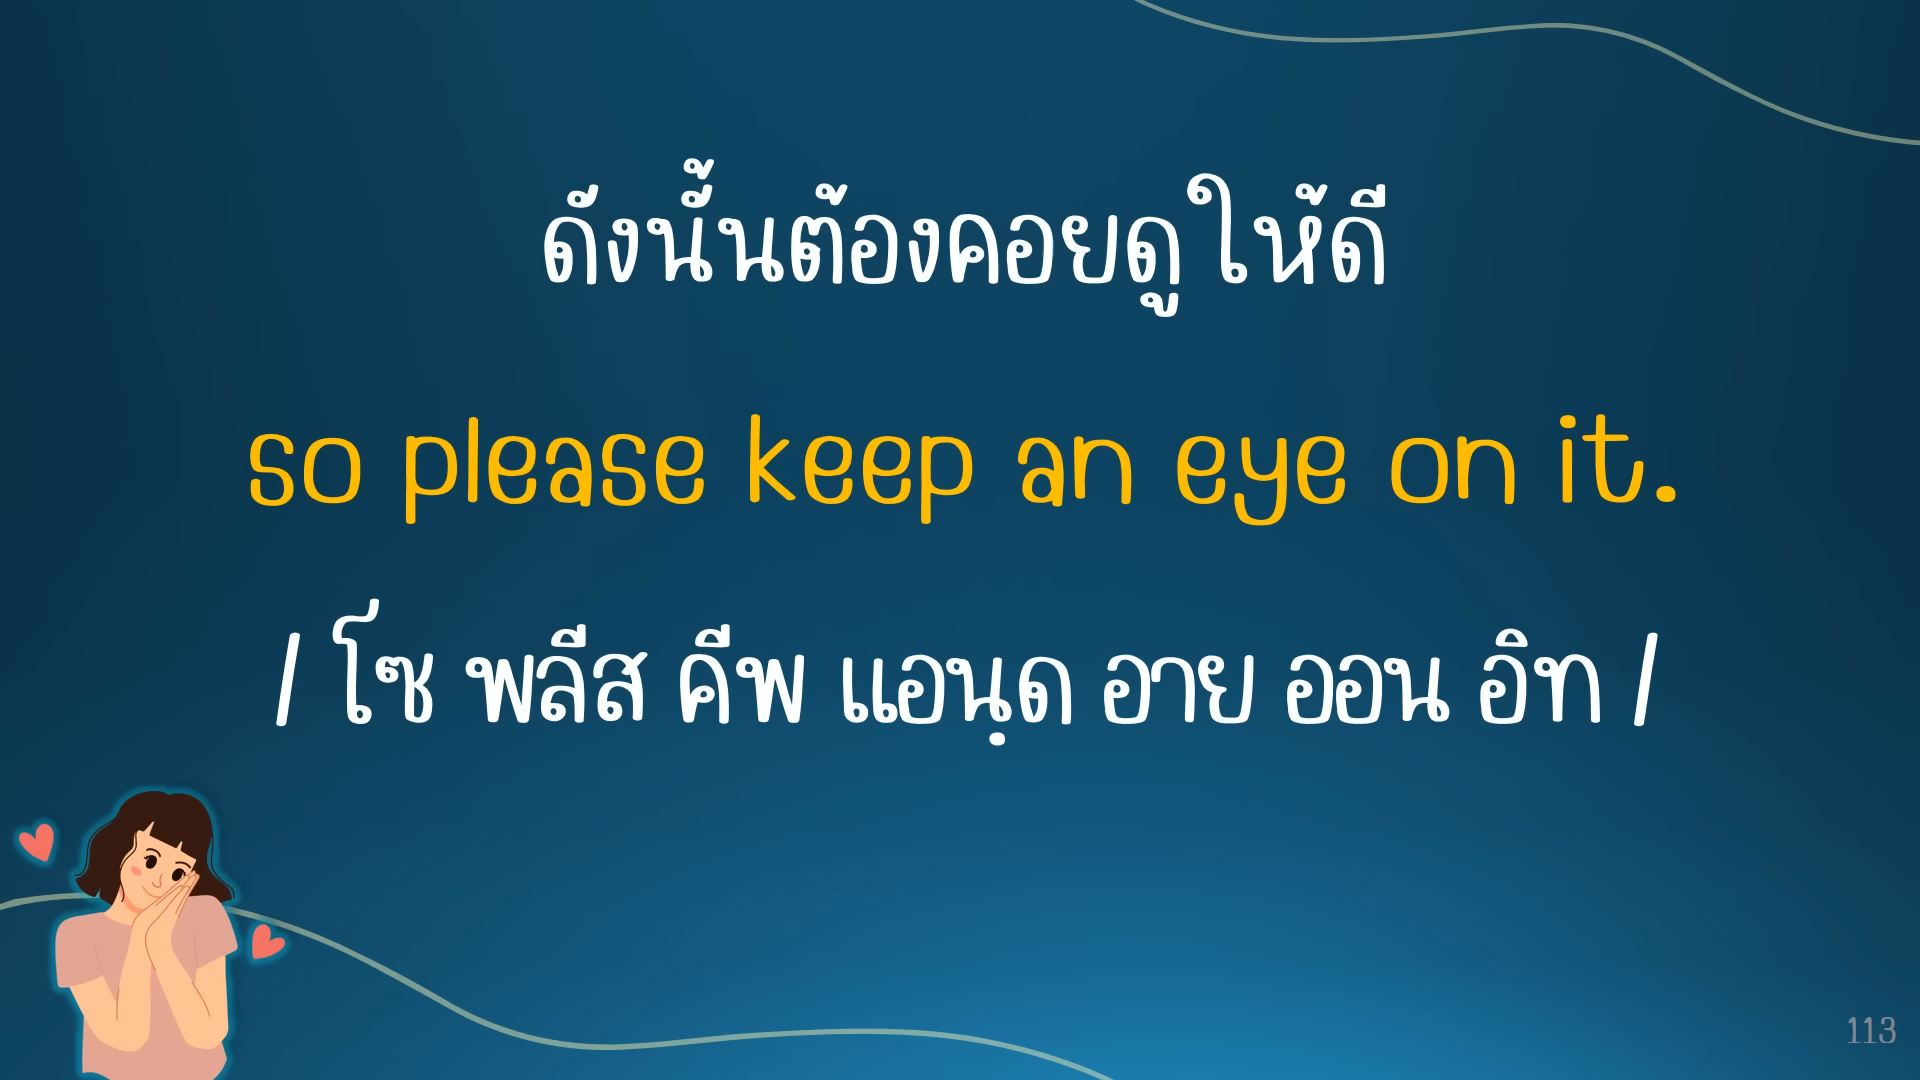 ดังนั้นต้องคอยดูให้ดี
so please keep an eye on it.
/ โซ พลีส คีพ แอนฺด อาย ออน อิท /
113